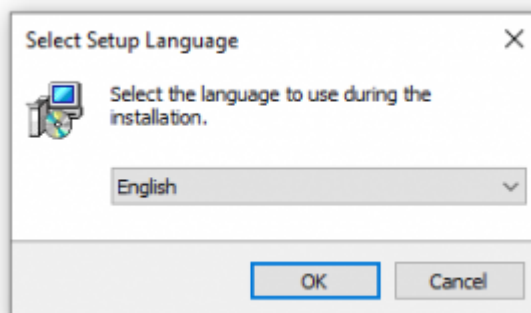 Select Setup Language
Select the language to use during the
installation.
English
OK
Cancel